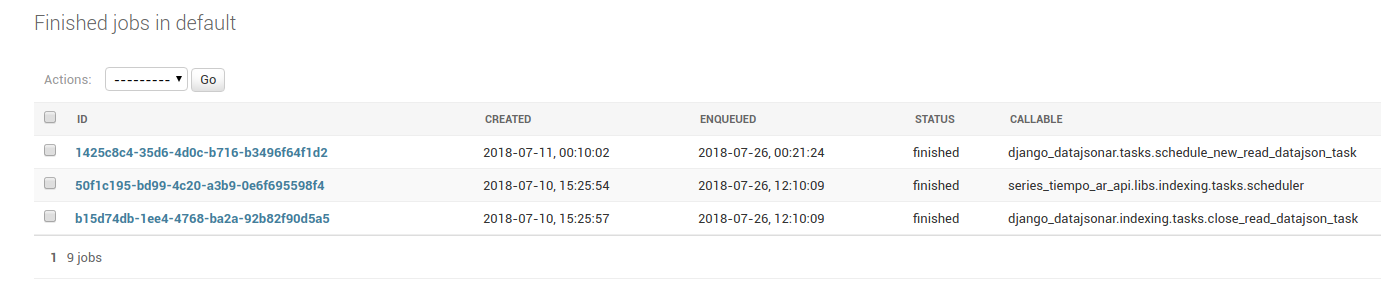 Finished jobs in default
Actions: --------- Go
ID CREATED ENQUEUED STATUS CALLABLE
1425c8c4-35d6-4d0c-b716-b3496f64f1d2 2018-07-11, 00:10:02 2018-07-26, 00:21:24 finished django_datajsonar.tasks.schedule_new_read_datajson_task
50f1c195-bd99-4c20-a3b9-0e6f695598f4 2018-07-10, 15:25:54 2018-07-26, 12:10:09 finished series_tiempo_ar_api.libs.indexing.tasks.scheduler
b15d74db-1ee4-4768-ba2a-92b82f90d5a5 2018-07-10, 15:25:57 2018-07-26, 12:10:09 finished django_datajsonar.indexing.tasks.close_read_datajson_task
1 9 jobs